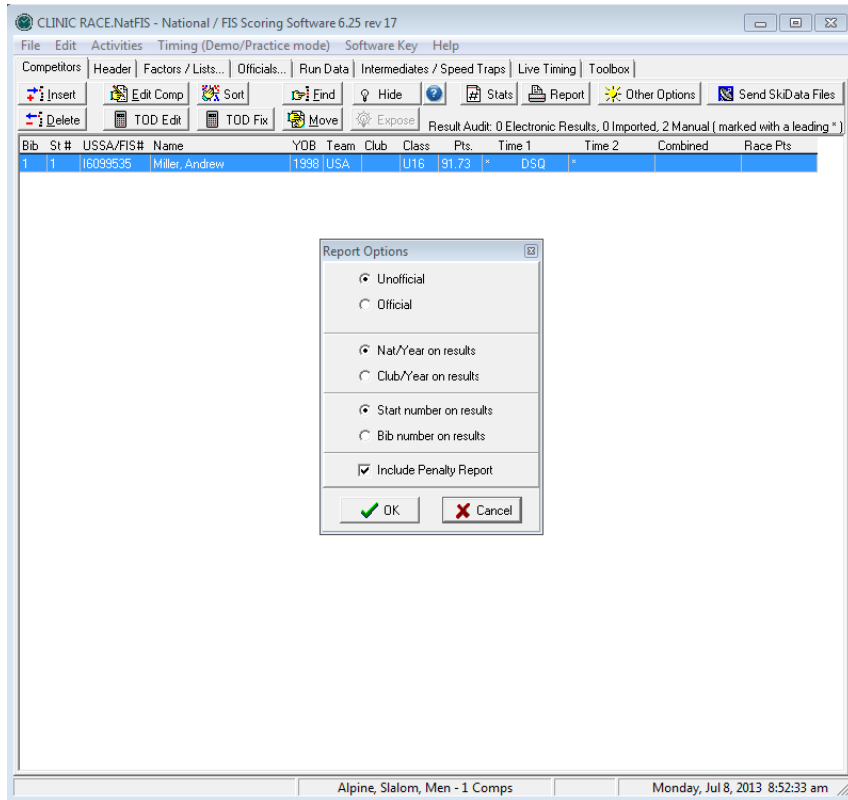 CLINIC RACE.NatFIS - National / FIS Scoring Software 6.25 rev 17
File Edit Activities Timing (Demo/Practice mode) Software Key Help
Competitors Header Factors / Lists... Officials... Run Data Intermediates / Speed Traps Live Timing Toolbox
Insert Edit Comp Sort Find Hide ? # Stats Report Other Options Send SkiData Files
Delete TOD Edit TOD Fix Move Expose Result Audit: 0 Electronic Results, 0 Imported, 2 Manual ( marked with a leading * )
Bib St # USSA/FIS# Name YOB Team Club Class Pts. Time 1 Time 2 Combined Race Pts
1 1 I6099535 Miller, Andrew 1998 USA U16 91.73 * DSQ *
Report Options
Unofficial
Official
Nat/Year on results
Club/Year on results
Start number on results
Bib number on results
Include Penalty Report
OK Cancel
Alpine, Slalom, Men - 1 Comps Monday, Jul 8, 2013 8:52:33 am